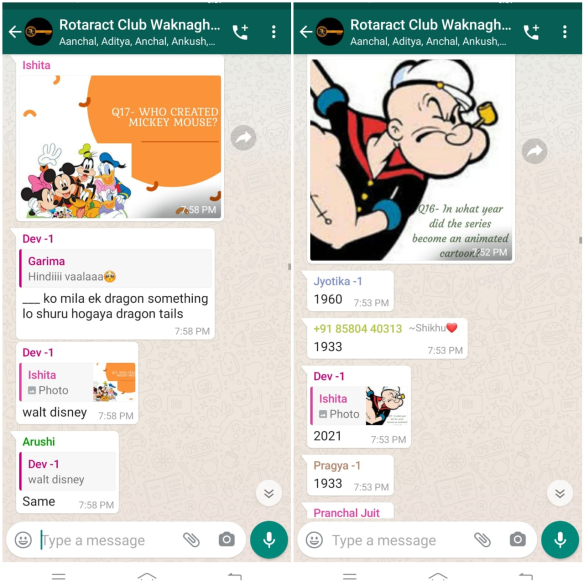 Rotaract Club Waknagh...
Aanchal, Aditya, Anchal, Ankush,...
Ishita
Q17- WHO CREATED
MICKEY MOUSE?
7:58 PM
Dev -1
Garima
Hindiiii vaalaaa🥺
___ ko mila ek dragon something
lo shuru hogaya dragon tails
7:58 PM
Dev -1
Ishita
Photo
walt disney 7:58 PM
Arushi
Dev -1
walt disney
Same 7:58 PM
Type a message
Rotaract Club Waknagh...
Aanchal, Aditya, Anchal, Ankush,...
Q16- In what year
did the series
become an animated
cartoon?
7:52 PM
Jyotika -1
1960 7:53 PM
+91 85804 40313 ~Shikhu❤️
1933 7:53 PM
Dev -1
Ishita
Photo
2021 7:53 PM
Pragya -1
1933 7:53 PM
Pranchal Juit
Type a message